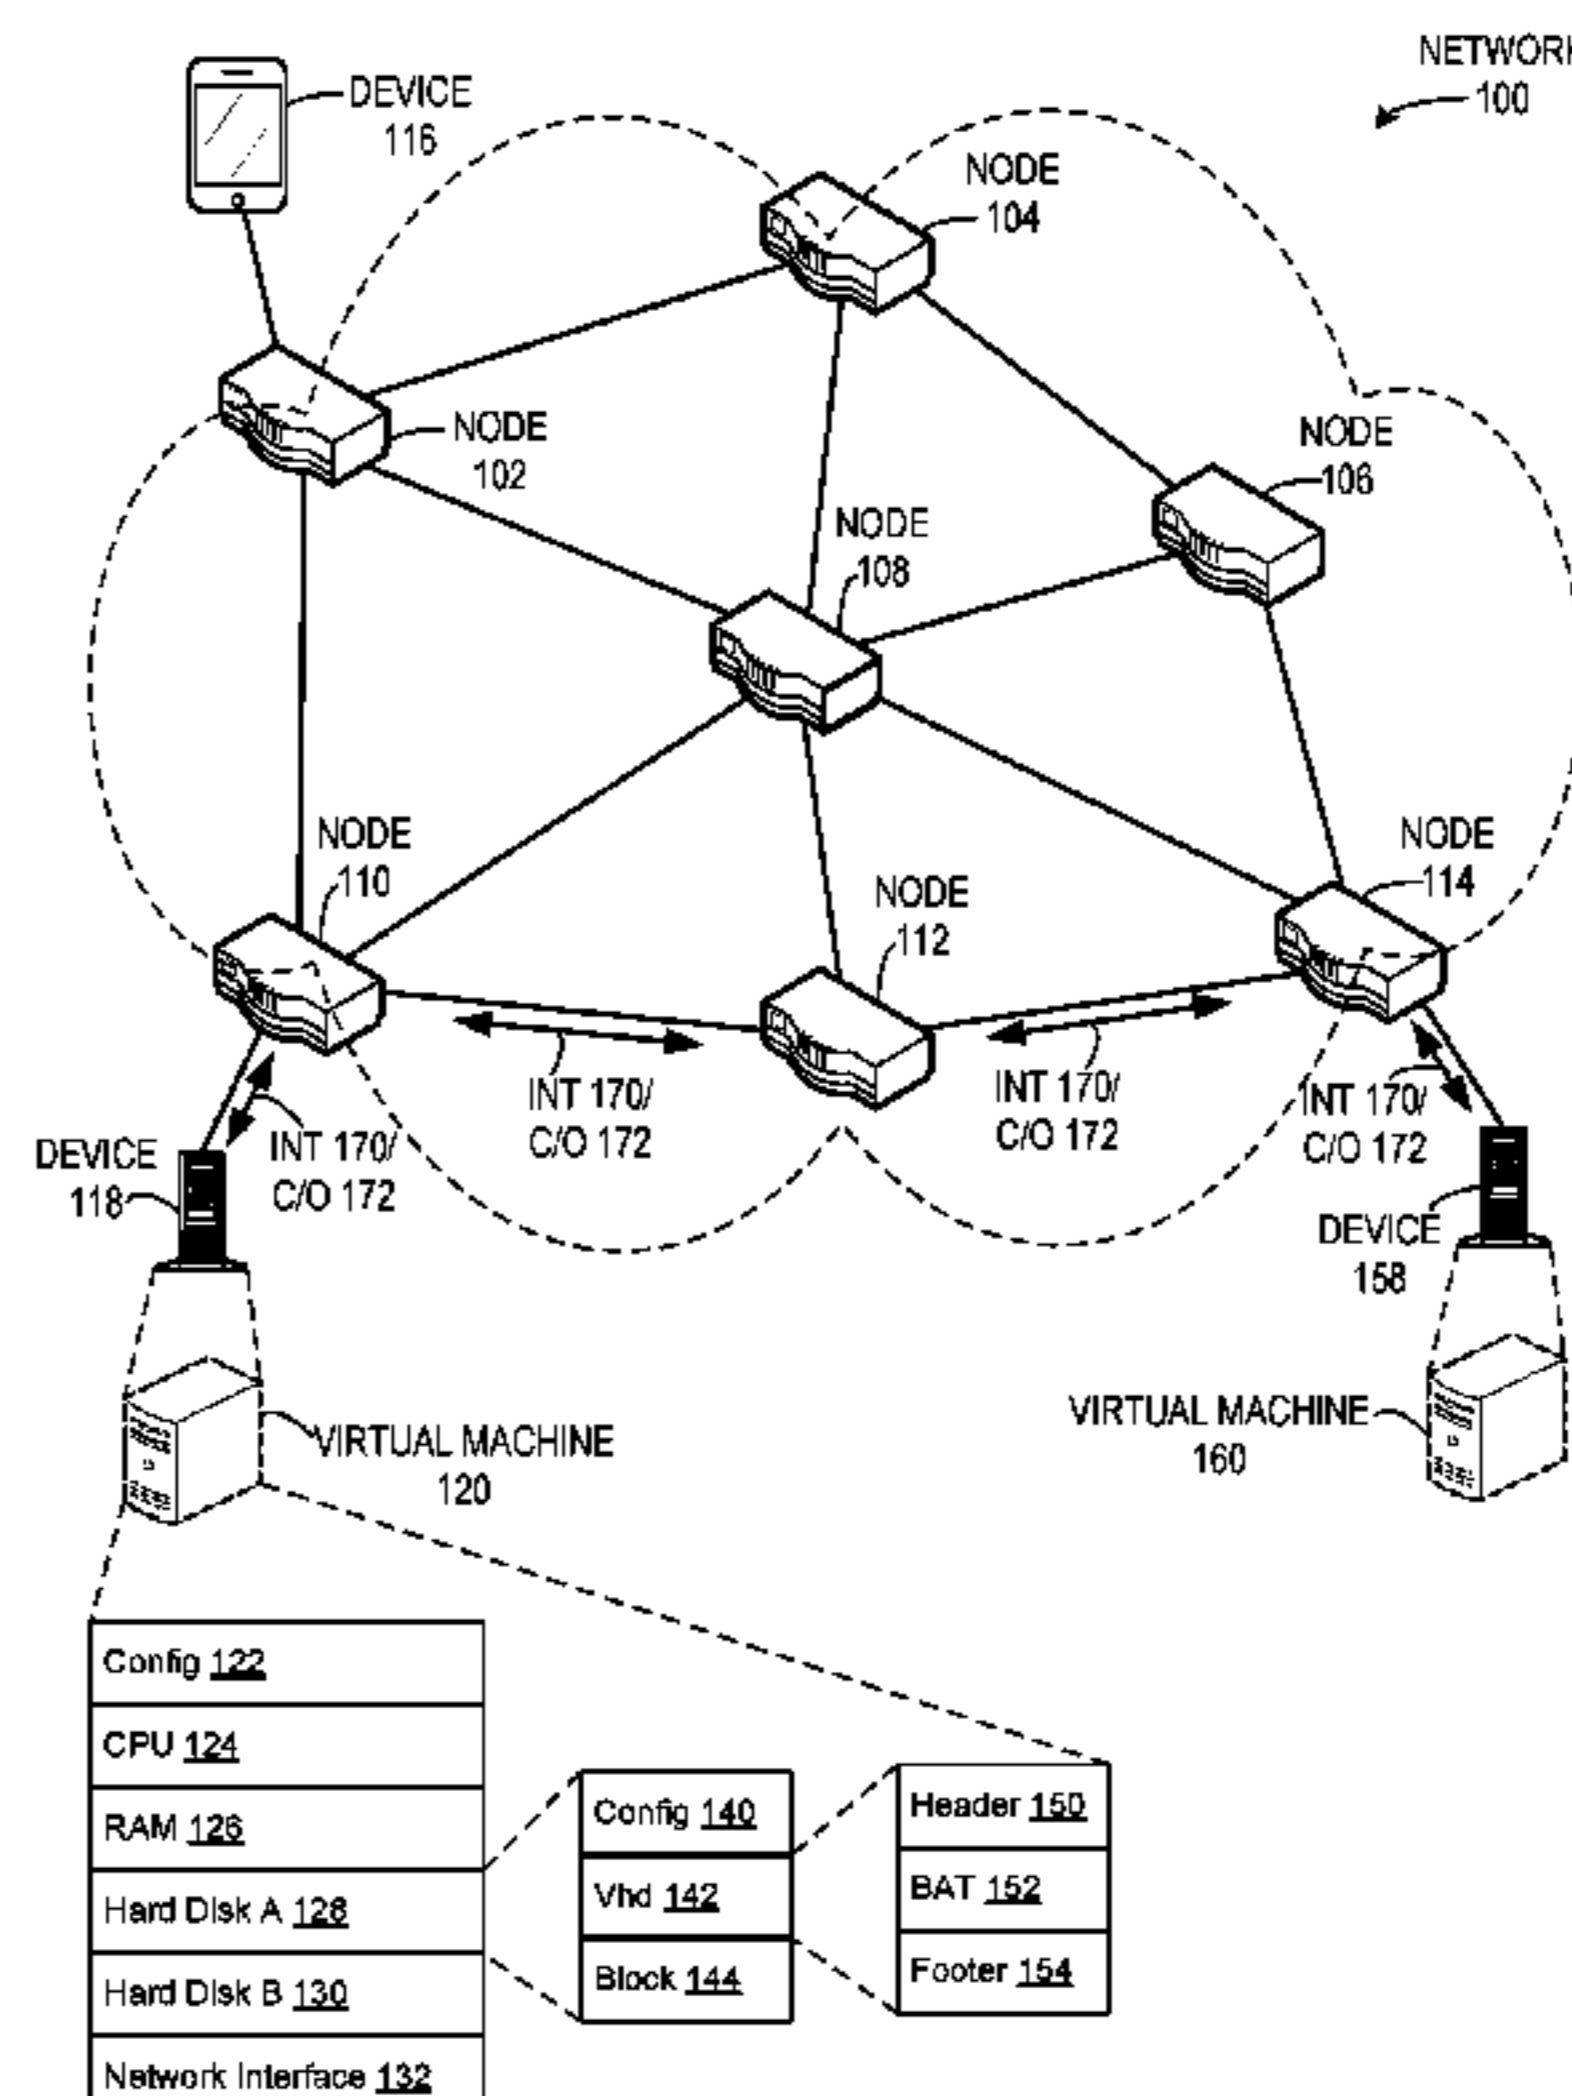 NETWORK
100
DEVICE
116
NODE
104
NODE
102
NODE
106
NODE
108
NODE
110
NODE
112
NODE
114
INT 170/
C/O 172
INT 170/
C/O 172
INT 170/
C/O 172
INT 170/
C/O 172
DEVICE
118
DEVICE
158
VIRTUAL MACHINE
120
VIRTUAL MACHINE
160
Config 122
CPU 124
RAM 126
Hard Disk A 128
Hard Disk B 130
Network Interface 132
Config 140
Vhd 142
Block 144
Header 150
BAT 152
Footer 154